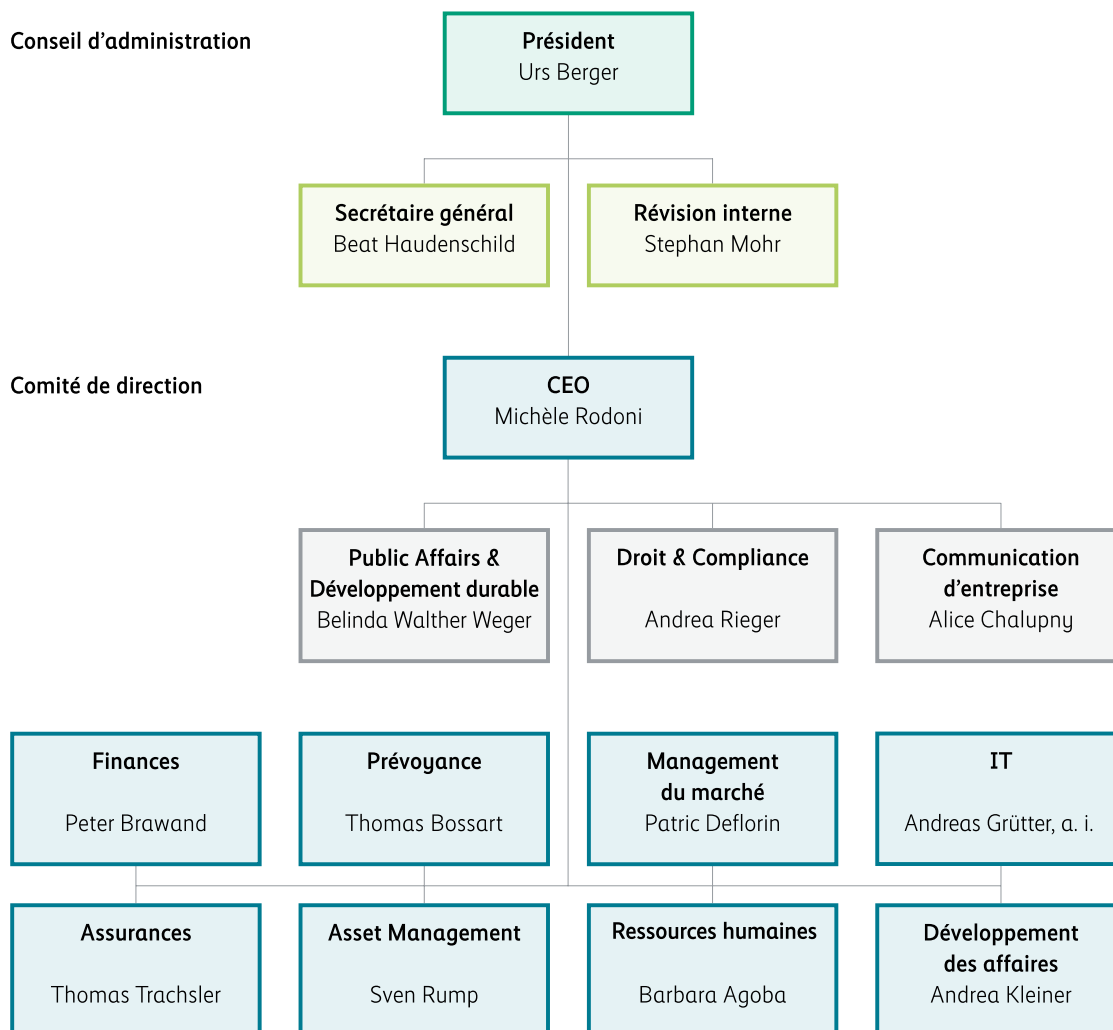 Conseil d’administration
Président
Urs Berger
Secrétaire général
Beat Haudenschild
Révision interne
Stephan Mohr
Comité de direction
CEO
Michèle Rodoni
Public Affairs &
Développement durable
Belinda Walther Weger
Droit & Compliance
Andrea Rieger
Communication
d’entreprise
Alice Chalupny
Finances
Peter Brawand
Prévoyance
Thomas Bossart
Management
du marché
Patric Deflorin
IT
Andreas Grütter, a. i.
Assurances
Thomas Trachsler
Asset Management
Sven Rump
Ressources humaines
Barbara Agoba
Développement
des affaires
Andrea Kleiner